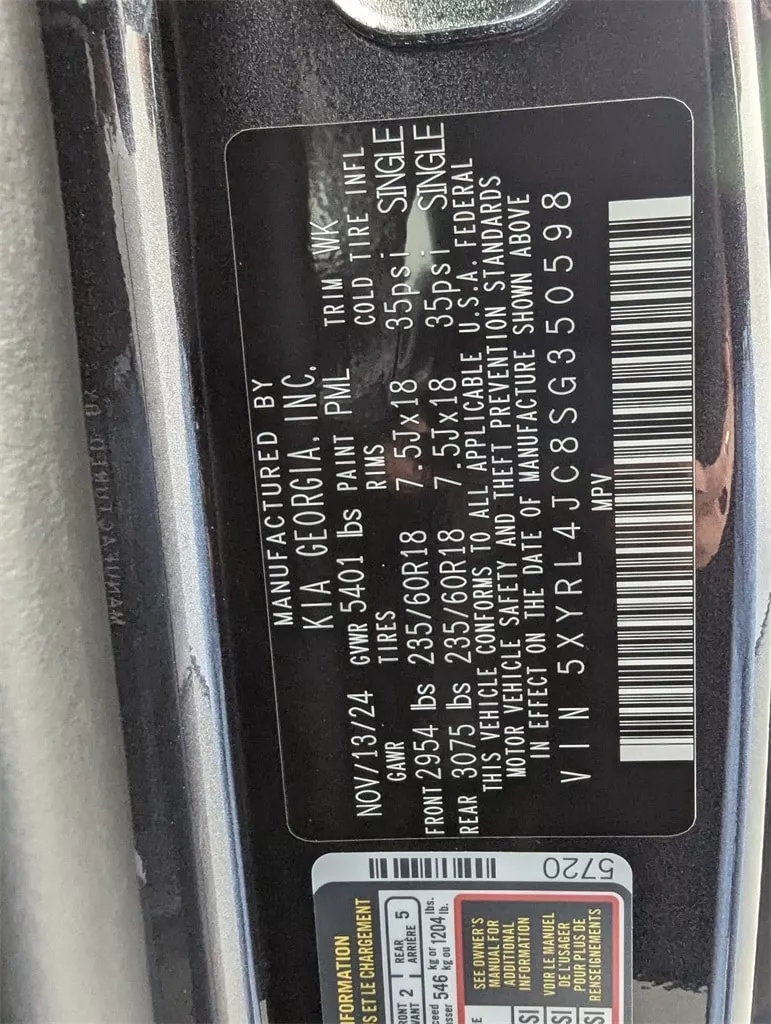 MANUFACTURED BY
KIA GEORGIA, INC.
NOV/13/24 GVWR 5401 lbs PAINT PML TRIM WK
GAWR TIRES RIMS COLD TIRE INFL
FRONT 2954 lbs 235/60R18 7.5Jx18 35psi SINGLE
REAR 3075 lbs 235/60R18 7.5Jx18 35psi SINGLE
THIS VEHICLE CONFORMS TO ALL APPLICABLE U.S.A. FEDERAL
MOTOR VEHICLE SAFETY AND THEFT PREVENTION STANDARDS
IN EFFECT ON THE DATE OF MANUFACTURE SHOWN ABOVE
VIN 5XYRL4JC8SG350598
MPV
5720
S ET LE CHARGEMENT
2 REAR
ARRIÈRE 5
546 kg or 1204 lbs.
kg ou lb.
SEE OWNER'S
MANUAL FOR
ADDITIONAL
INFORMATION
VOIR LE MANUEL
DE L'USAGER
POUR PLUS DE
RENSEIGNEMENTS